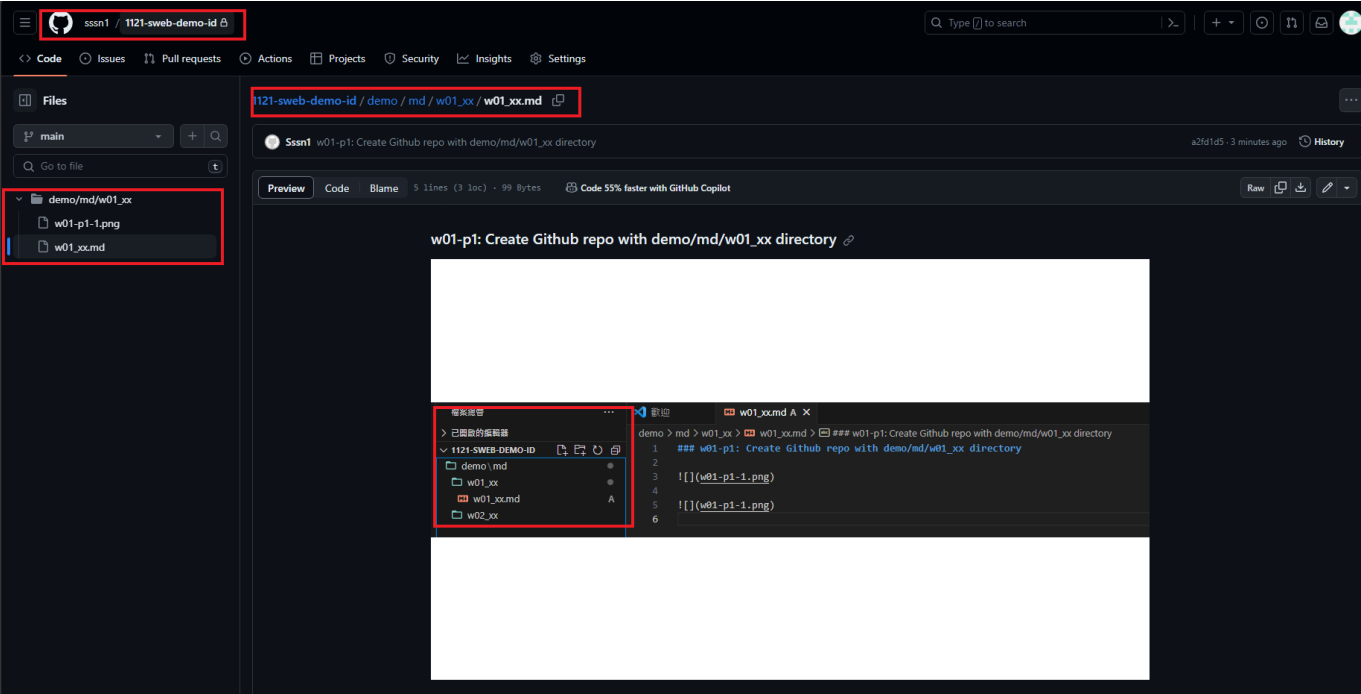 sssn1 / 1121-sweb-demo-id
Type / to search
Code Issues Pull requests Actions Projects Security Insights Settings
Files
main
Go to file t
demo/md/w01_xx
w01-p1-1.png
w01_xx.md
1121-sweb-demo-id / demo / md / w01_xx / w01_xx.md
Sssn1 w01-p1: Create Github repo with demo/md/w01_xx directory
a2fd1d5 · 3 minutes ago History
Preview Code Blame 5 lines (3 loc) · 99 Bytes Code 55% faster with GitHub Copilot
Raw
w01-p1: Create Github repo with demo/md/w01_xx directory
檔案總管 ···
已開啟的編輯器
1121-SWEB-DEMO-ID
demo\md
w01_xx
w01_xx.md A
w02_xx
歡迎 w01_xx.md A
demo > md > w01_xx > w01_xx.md > ### w01-p1: Create Github repo with demo/md/w01_xx directory
1 ### w01-p1: Create Github repo with demo/md/w01_xx directory
2
3 ![](w01-p1-1.png)
4
5 ![](w01-p1-1.png)
6